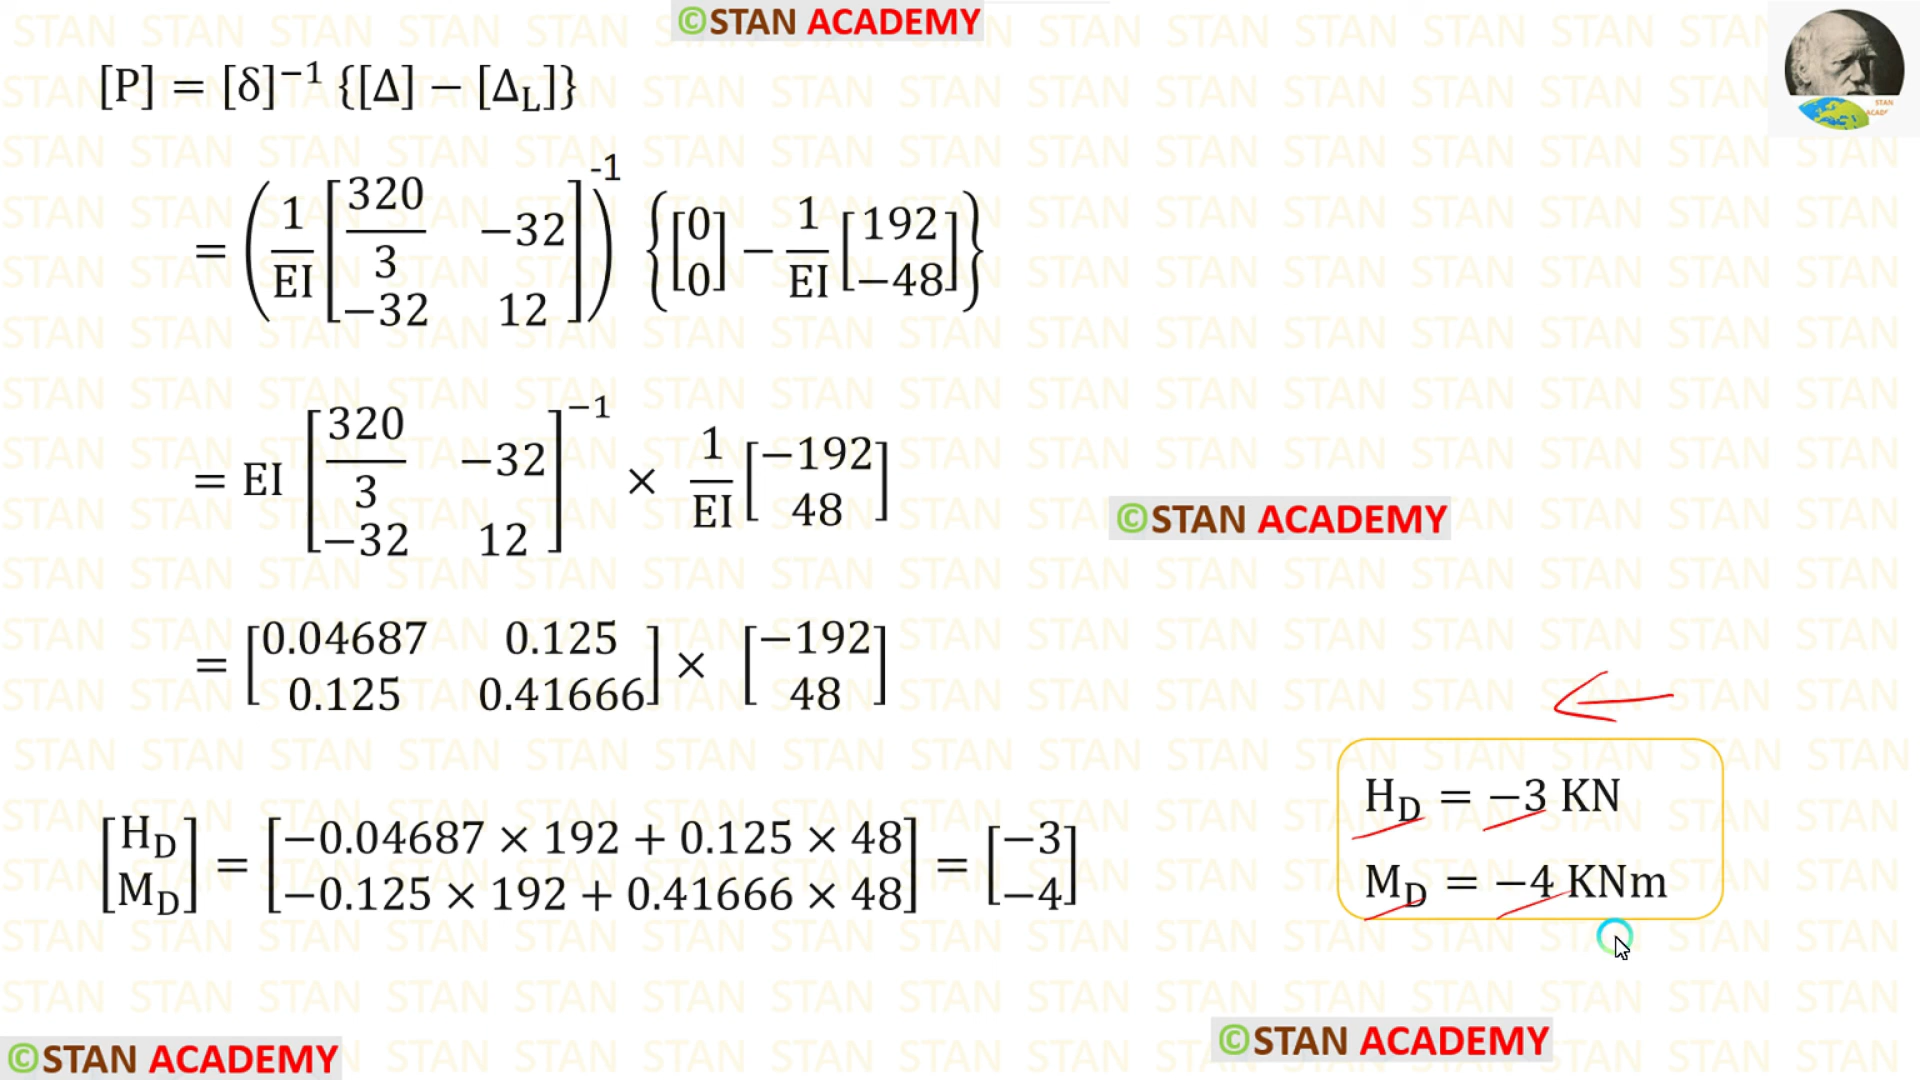 ©STAN ACADEMY
[P] = [δ]⁻¹ {[Δ] − [Δ_L]}
STAN ACADEMY
= (1/EI [320/3 −32; −32 12])⁻¹ {[0; 0] − 1/EI [192; −48]}
= EI [320/3 −32; −32 12]⁻¹ × 1/EI [−192; 48]
©STAN ACADEMY
= [0.04687 0.125; 0.125 0.41666] × [−192; 48]
[H_D; M_D] = [−0.04687 × 192 + 0.125 × 48; −0.125 × 192 + 0.41666 × 48] = [−3; −4]
H_D = −3 KN
M_D = −4 KNm
©STAN ACADEMY
©STAN ACADEMY